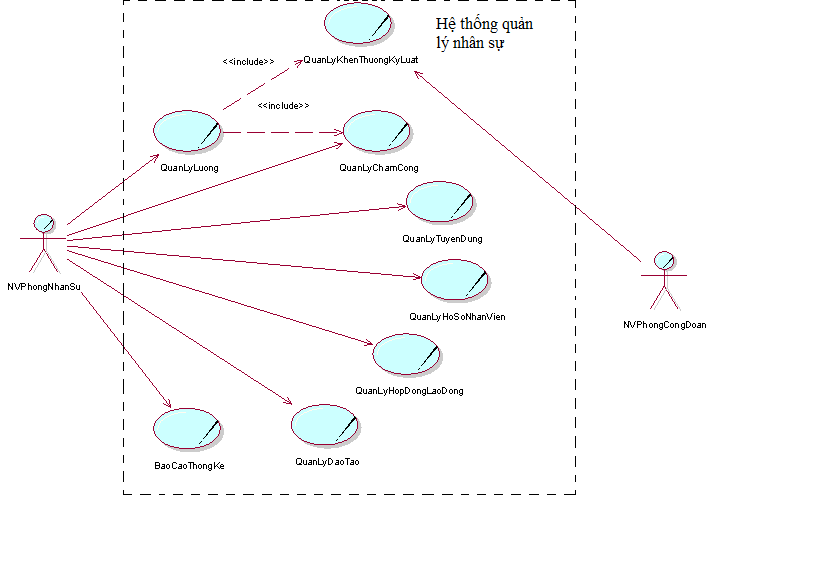 Hệ thống quản
lý nhân sự
QuanLyKhenThuongKyLuat
<<include>>
<<include>>
QuanLyLuong
QuanLyChamCong
QuanLyTuyenDung
NVPhongNhanSu
QuanLyHoSoNhanVien
NVPhongCongDoan
QuanLyHopDongLaoDong
BaoCaoThongKe
QuanLyDaoTao